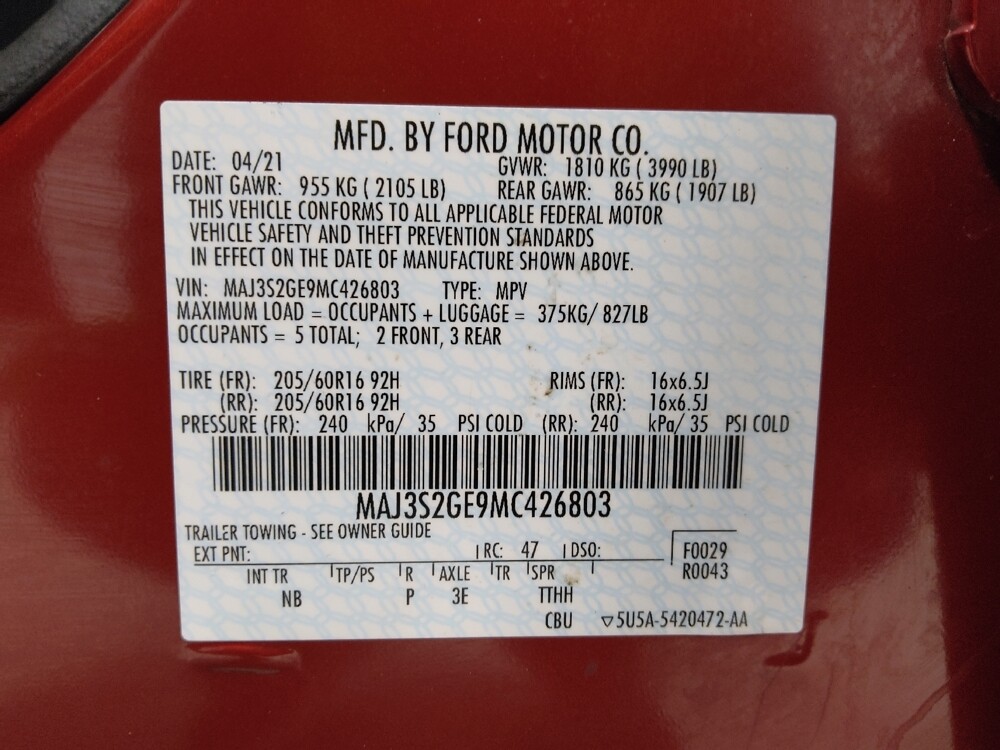 MFD. BY FORD MOTOR CO.
DATE: 04/21 GVWR: 1810 KG ( 3990 LB)
FRONT GAWR: 955 KG ( 2105 LB) REAR GAWR: 865 KG ( 1907 LB)
THIS VEHICLE CONFORMS TO ALL APPLICABLE FEDERAL MOTOR
VEHICLE SAFETY AND THEFT PREVENTION STANDARDS
IN EFFECT ON THE DATE OF MANUFACTURE SHOWN ABOVE.
VIN: MAJ3S2GE9MC426803 TYPE: MPV
MAXIMUM LOAD = OCCUPANTS + LUGGAGE = 375KG/ 827LB
OCCUPANTS = 5 TOTAL; 2 FRONT, 3 REAR
TIRE (FR): 205/60R16 92H RIMS (FR): 16x6.5J
(RR): 205/60R16 92H (RR): 16x6.5J
PRESSURE (FR): 240 kPa/ 35 PSI COLD (RR): 240 kPa/ 35 PSI COLD
MAJ3S2GE9MC426803
TRAILER TOWING - SEE OWNER GUIDE
EXT PNT: RC: 47 DSO: F0029
R0043
INT TR TP/PS R AXLE TR SPR
NB P 3E TTHH
CBU ▽5U5A-5420472-AA